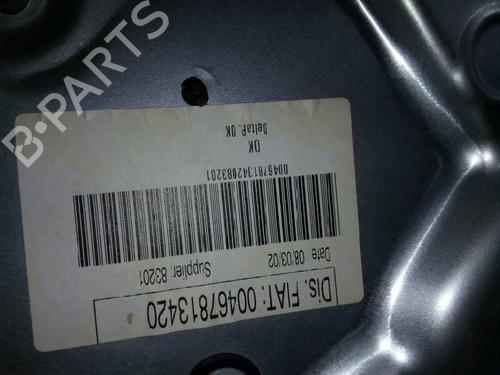 Dis. FIAT: 00467813420
Date 08/03/02 Supplier 83201
0046781342083201
OK
DeltaP. OK
B-PARTS